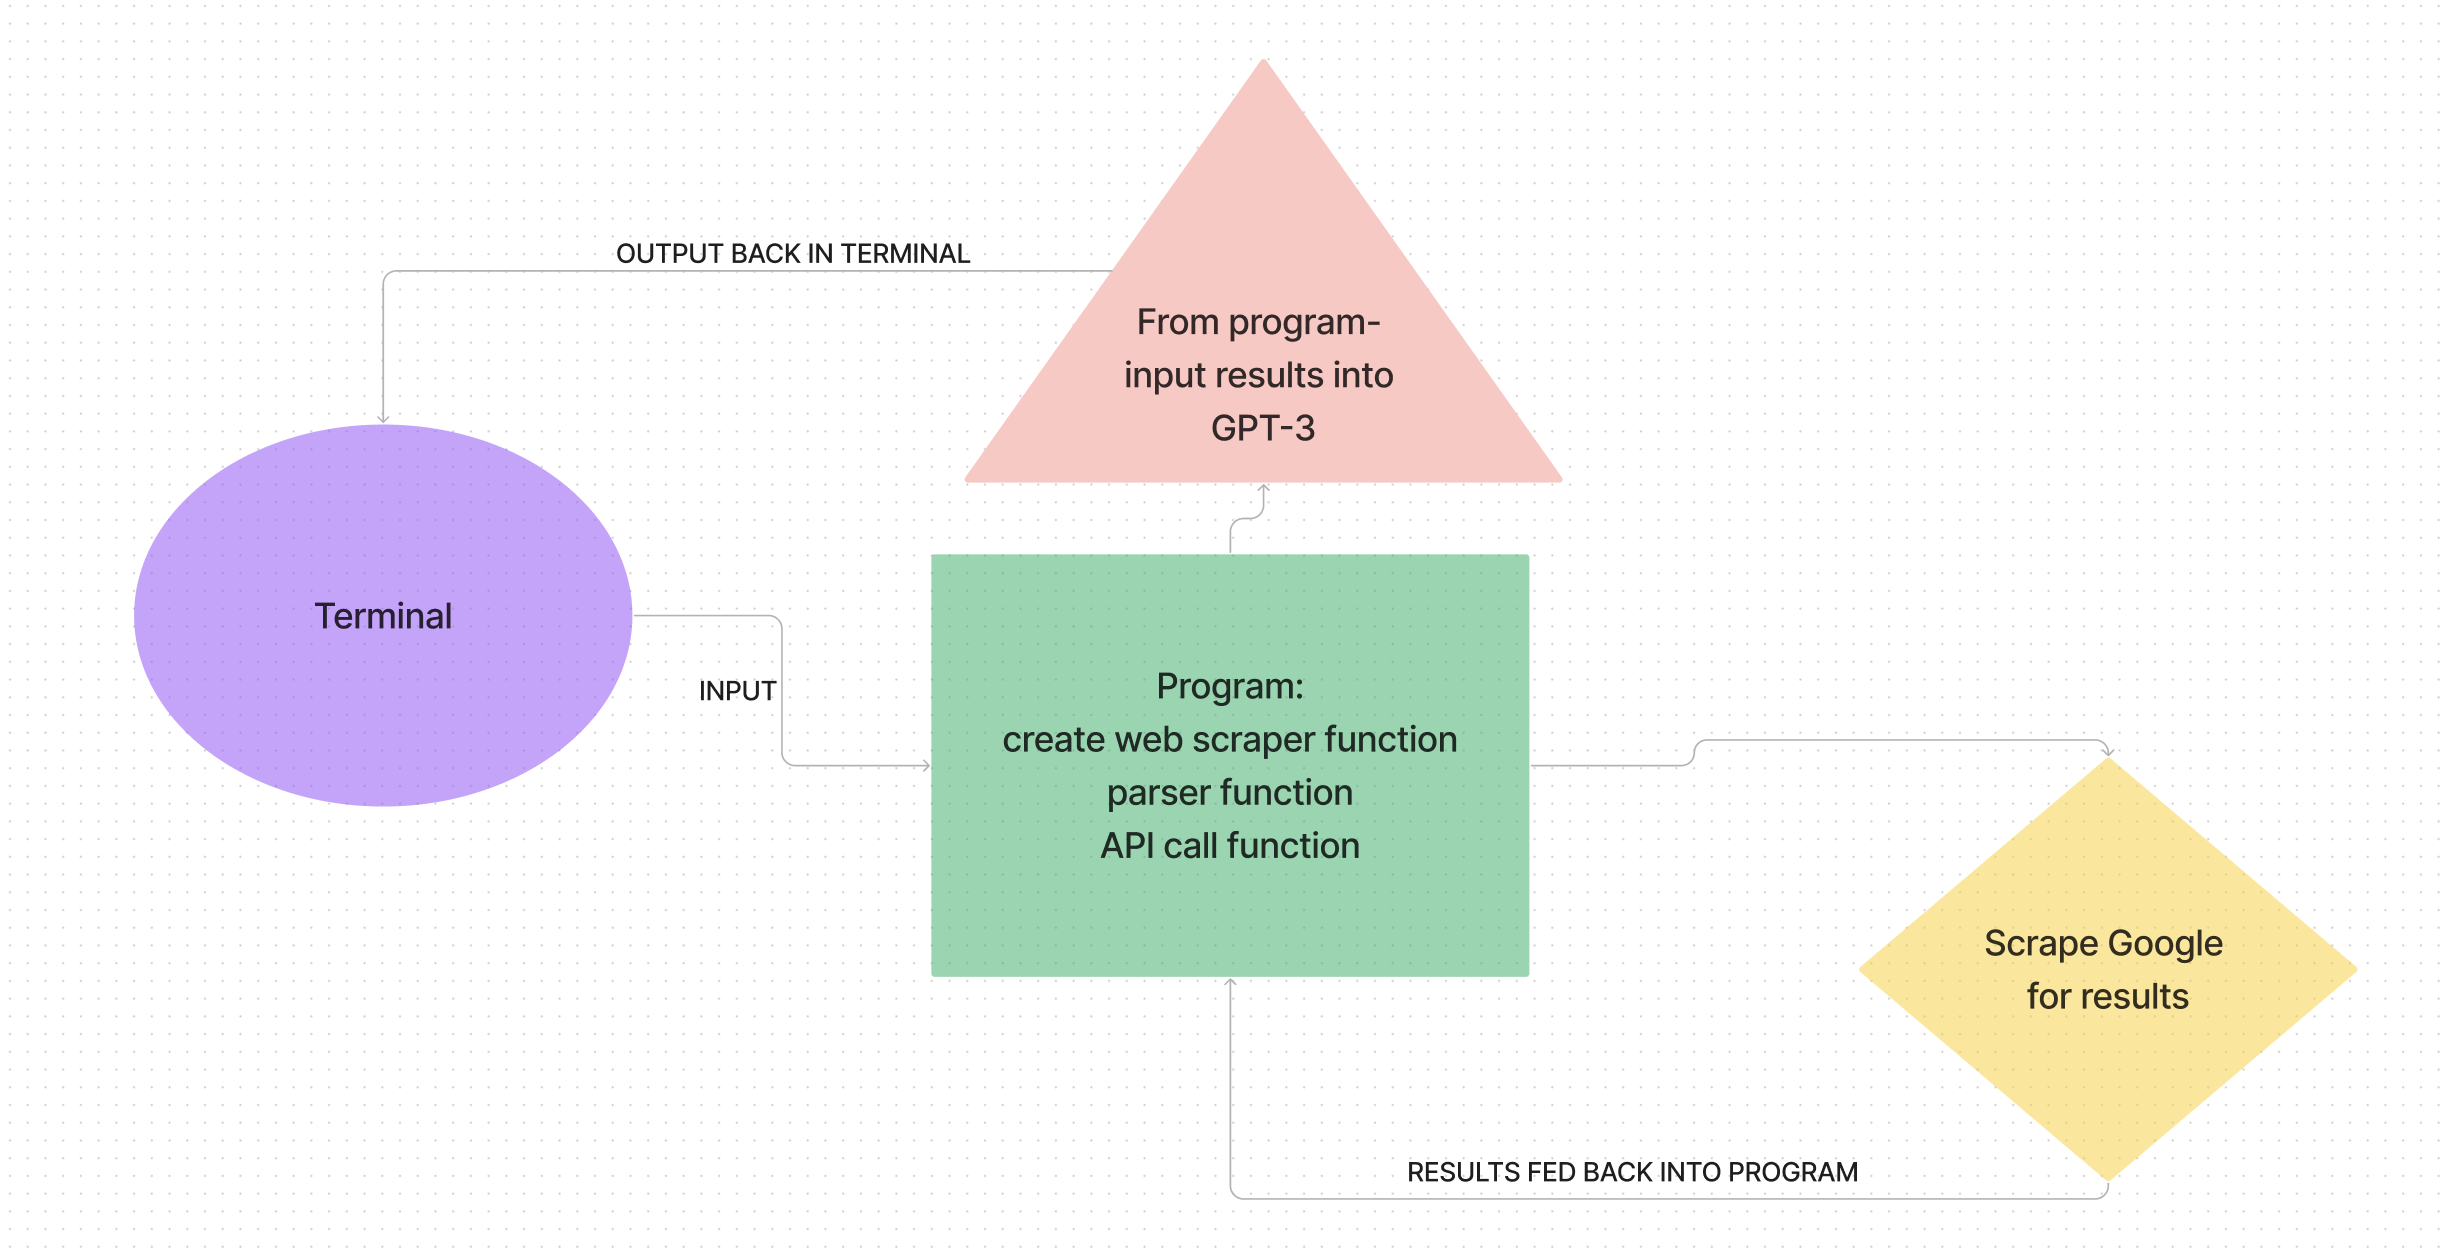 OUTPUT BACK IN TERMINAL
From program-
input results into
GPT-3
Terminal
INPUT
Program:
create web scraper function
parser function
API call function
Scrape Google
for results
RESULTS FED BACK INTO PROGRAM